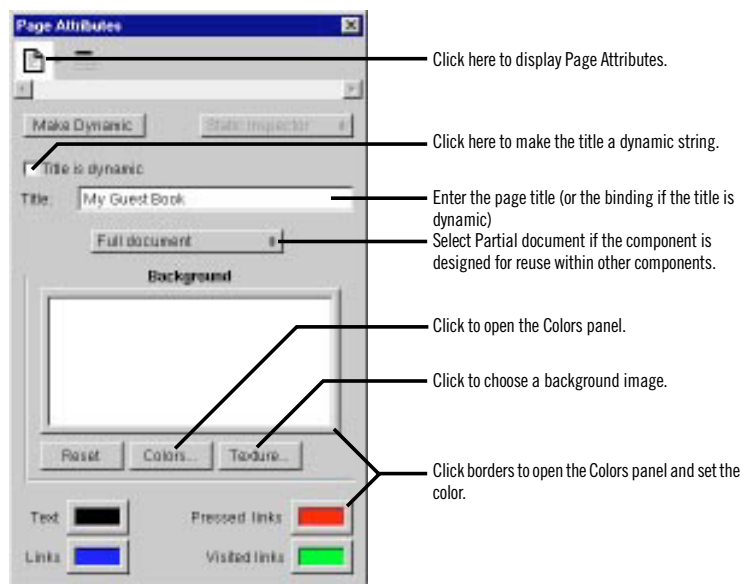 Page Attributes
Click here to display Page Attributes.
Make Dynamic
Static Inspector
Click here to make the title a dynamic string.
Title is dynamic
Title:
My Guest Book
Enter the page title (or the binding if the title is
dynamic)
Full document
Select Partial document if the component is
designed for reuse within other components.
Background
Click to open the Colors panel.
Click to choose a background image.
Reset
Colors...
Texture...
Click borders to open the Colors panel and set the
color.
Text
Pressed links
Links
Visited links